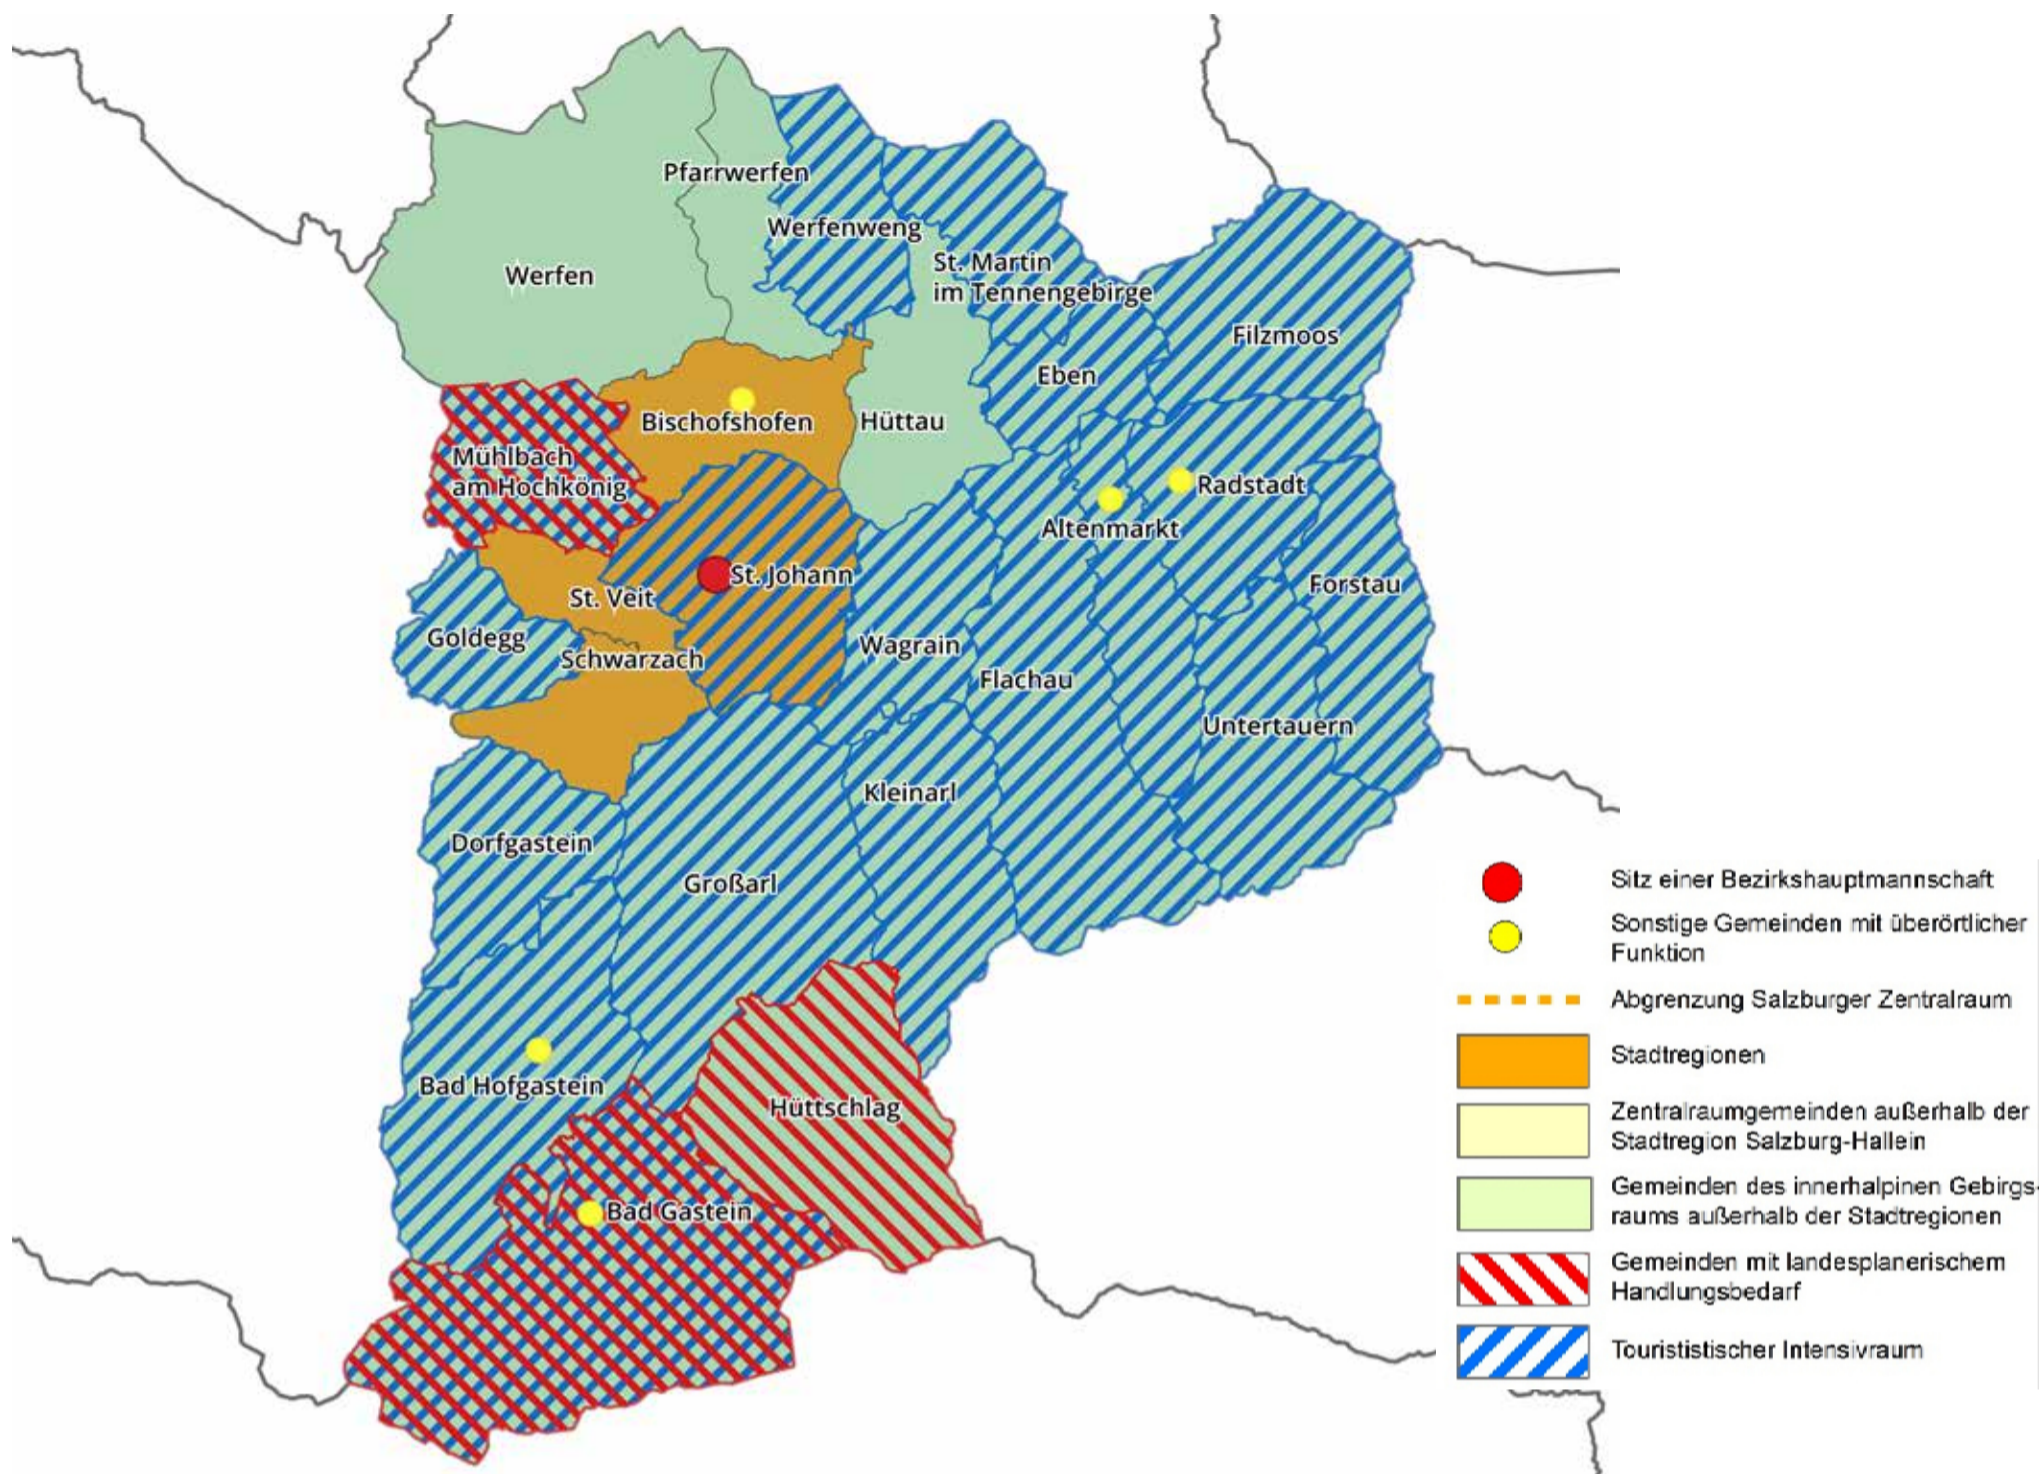 Pfarrwerfen
Werfenweng
St. Martin
im Tennengebirge
Werfen
Filzmoos
Eben
Bischofshofen
Hüttau
Mühlbach
am Hochkönig
Radstadt
Altenmarkt
St. Johann
St. Veit
Forstau
Goldegg
Wagrain
Schwarzach
Flachau
Untertauern
Kleinarl
Dorfgastein
Großarl
Bad Hofgastein
Hüttschlag
Bad Gastein
Sitz einer Bezirkshauptmannschaft
Sonstige Gemeinden mit überörtlicher
Funktion
Abgrenzung Salzburger Zentralraum
Stadtregionen
Zentralraumgemeinden außerhalb der
Stadtregion Salzburg-Hallein
Gemeinden des innerhalpinen Gebirgs-
raums außerhalb der Stadtregionen
Gemeinden mit landesplanerischem
Handlungsbedarf
Tourististischer Intensivraum